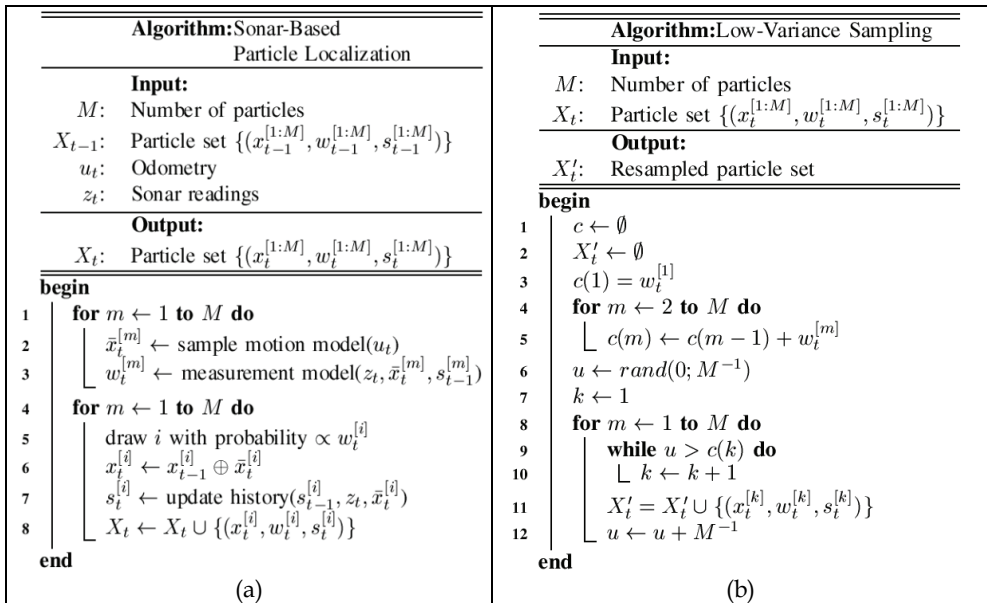 Algorithm:Sonar-Based
Particle Localization
Input:
M: Number of particles
X_{t−1}: Particle set {(x_{t−1}^{[1:M]}, w_{t−1}^{[1:M]}, s_{t−1}^{[1:M]})}
u_t: Odometry
z_t: Sonar readings
Output:
X_t: Particle set {(x_t^{[1:M]}, w_t^{[1:M]}, s_t^{[1:M]})}
begin
1 for m ← 1 to M do
2 x̄_t^{[m]} ← sample motion model(u_t)
3 w_t^{[m]} ← measurement model(z_t, x̄_t^{[m]}, s_{t−1}^{[m]})
4 for m ← 1 to M do
5 draw i with probability ∝ w_t^{[i]}
6 x_t^{[i]} ← x_{t−1}^{[i]} ⊕ x̄_t^{[i]}
7 s_t^{[i]} ← update history(s_{t−1}^{[i]}, z_t, x̄_t^{[i]})
8 X_t ← X_t ∪ {(x_t^{[i]}, w_t^{[i]}, s_t^{[i]})}
end
(a)
Algorithm:Low-Variance Sampling
Input:
M: Number of particles
X_t: Particle set {(x_t^{[1:M]}, w_t^{[1:M]}, s_t^{[1:M]})}
Output:
X′_t: Resampled particle set
begin
1 c ← ∅
2 X′_t ← ∅
3 c(1) = w_t^{[1]}
4 for m ← 2 to M do
5 c(m) ← c(m − 1) + w_t^{[m]}
6 u ← rand(0; M^{−1})
7 k ← 1
8 for m ← 1 to M do
9 while u > c(k) do
10 k ← k + 1
11 X′_t = X′_t ∪ {(x_t^{[k]}, w_t^{[k]}, s_t^{[k]})}
12 u ← u + M^{−1}
end
(b)